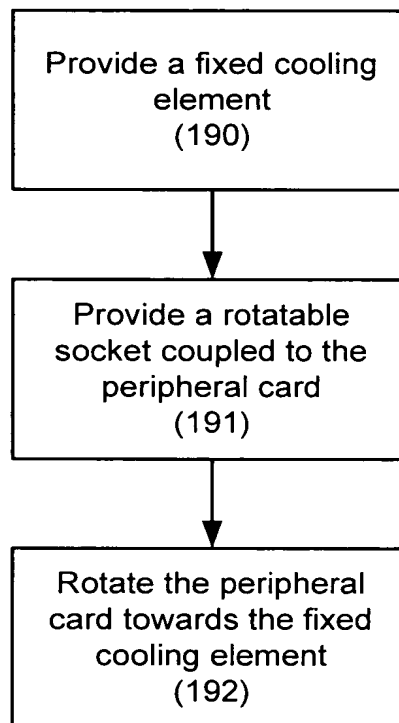 Provide a fixed cooling
element
(190)
Provide a rotatable
socket coupled to the
peripheral card
(191)
Rotate the peripheral
card towards the fixed
cooling element
(192)